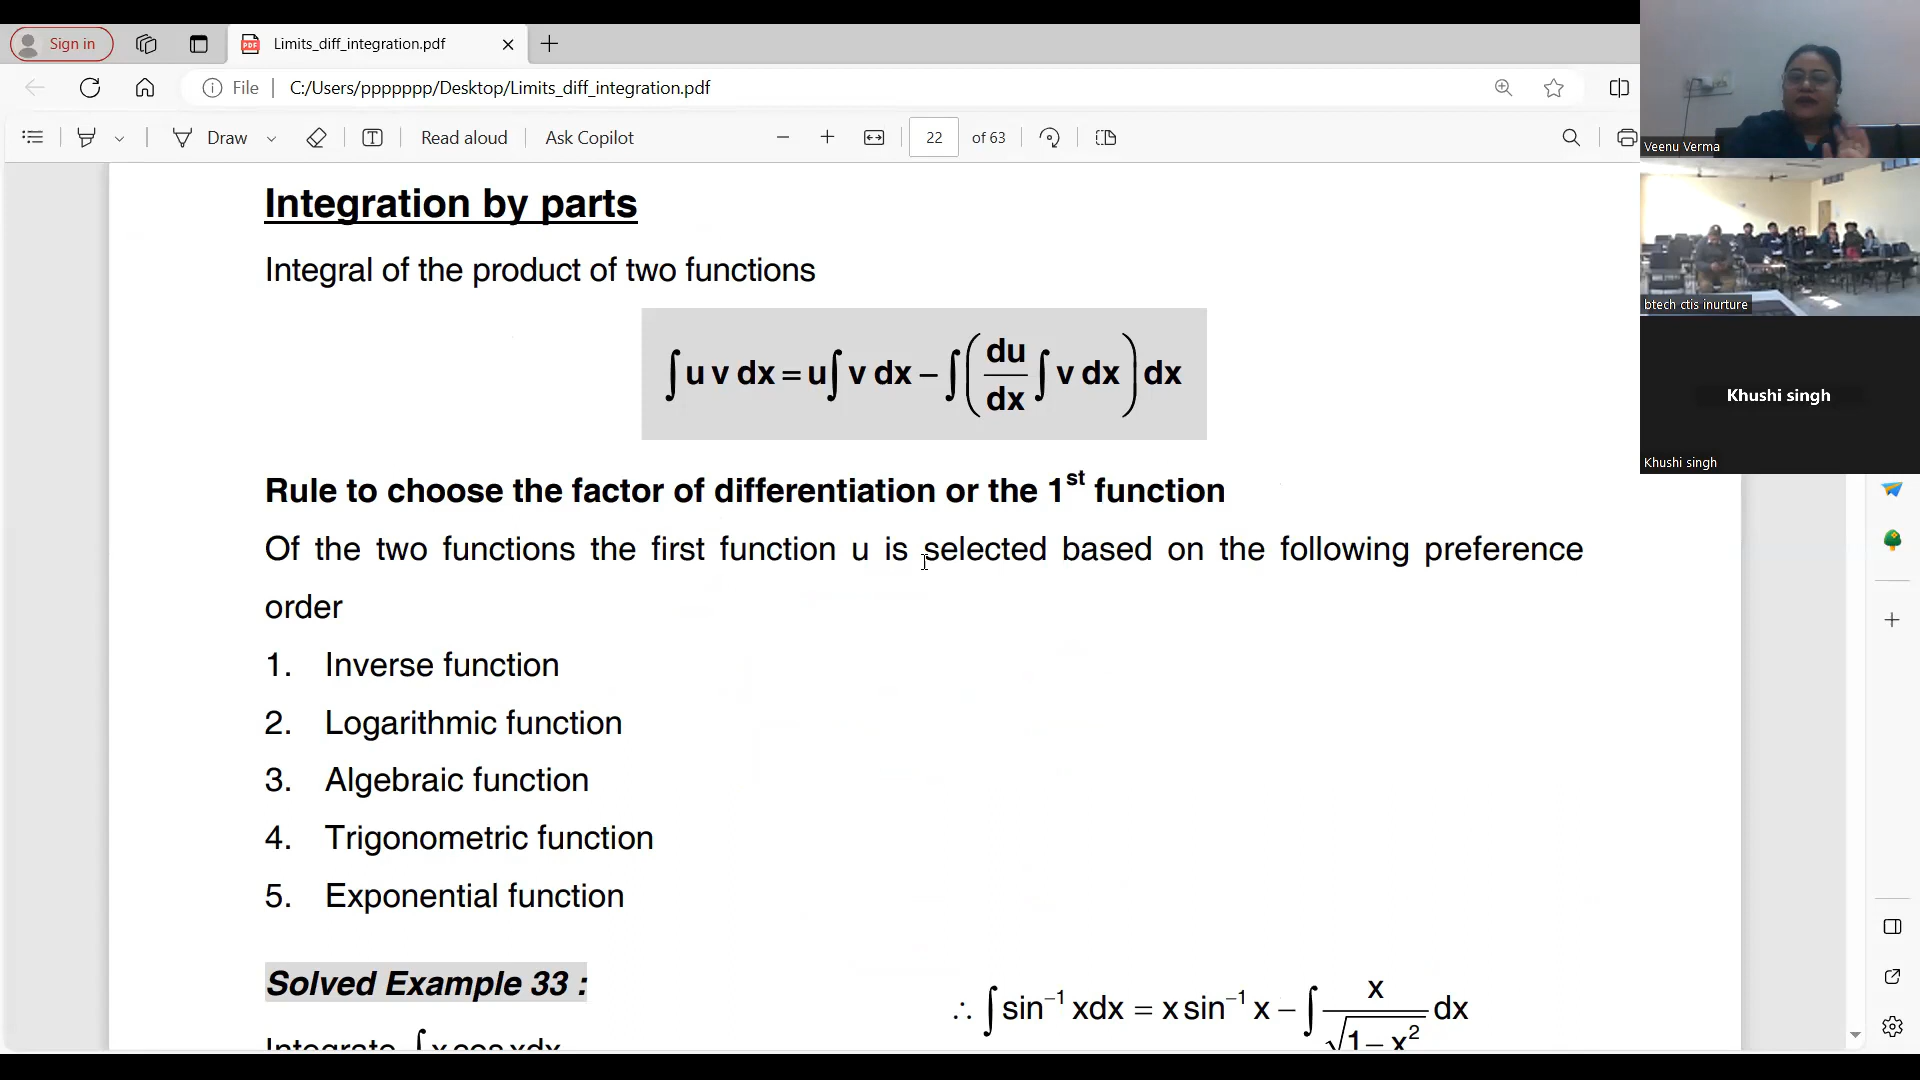 Sign in
Limits_diff_integration.pdf
File
C:/Users/ppppppp/Desktop/Limits_diff_integration.pdf
Draw
Read aloud
Ask Copilot
22
of 63
Integration by parts
Integral of the product of two functions
∫ u v dx = u∫ v dx − ∫ (du/dx ∫ v dx) dx
Rule to choose the factor of differentiation or the 1st function
Of the two functions the first function u is selected based on the following preference
order
1. Inverse function
2. Logarithmic function
3. Algebraic function
4. Trigonometric function
5. Exponential function
Solved Example 33 :
Integrate ∫ x cos xdx
∴ ∫ sin⁻¹ xdx = x sin⁻¹ x − ∫ x/√(1 − x²) dx
Veenu Verma
btech ctis inurture
Khushi singh
Khushi singh